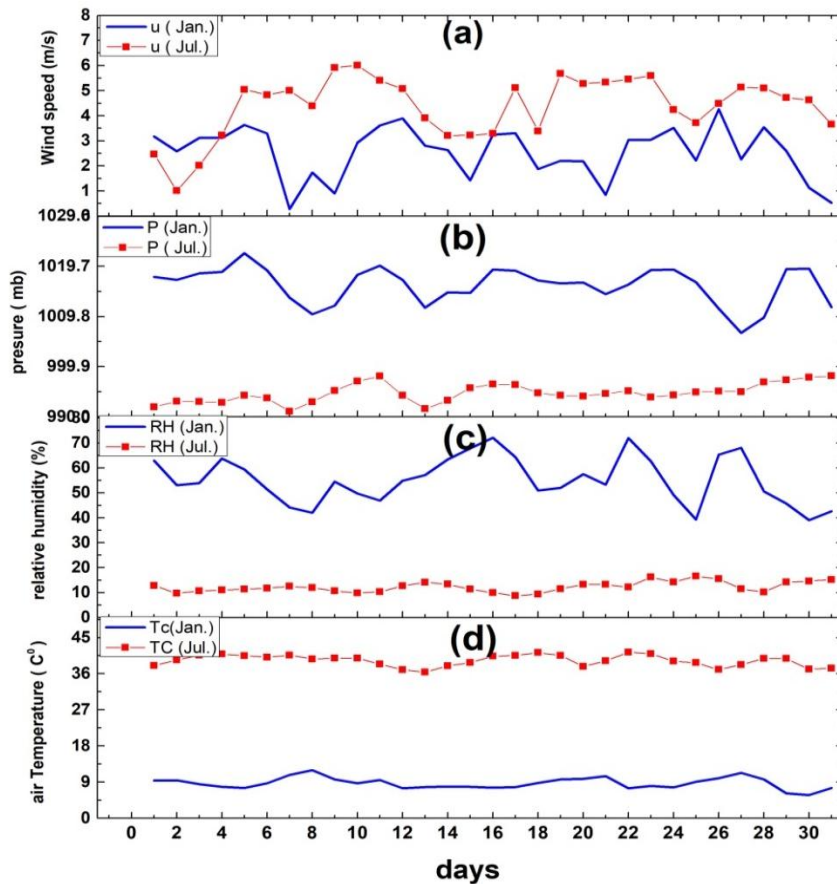 (a)
u ( Jan.)
u ( Jul.)
Wind speed (m/s)
8
7
6
5
4
3
2
1
(b)
P (Jan.)
P ( Jul.)
presure ( mb)
1029.6
1019.7
1009.8
999.9
(c)
RH (Jan.)
RH (Jul.)
relative humidity (%)
70
60
50
40
30
20
10
0
(d)
Tc(Jan.)
TC (Jul.)
air Temperature ( C⁰)
45
36
27
18
9
0
0 2 4 6 8 10 12 14 16 18 20 22 24 26 28 30
days